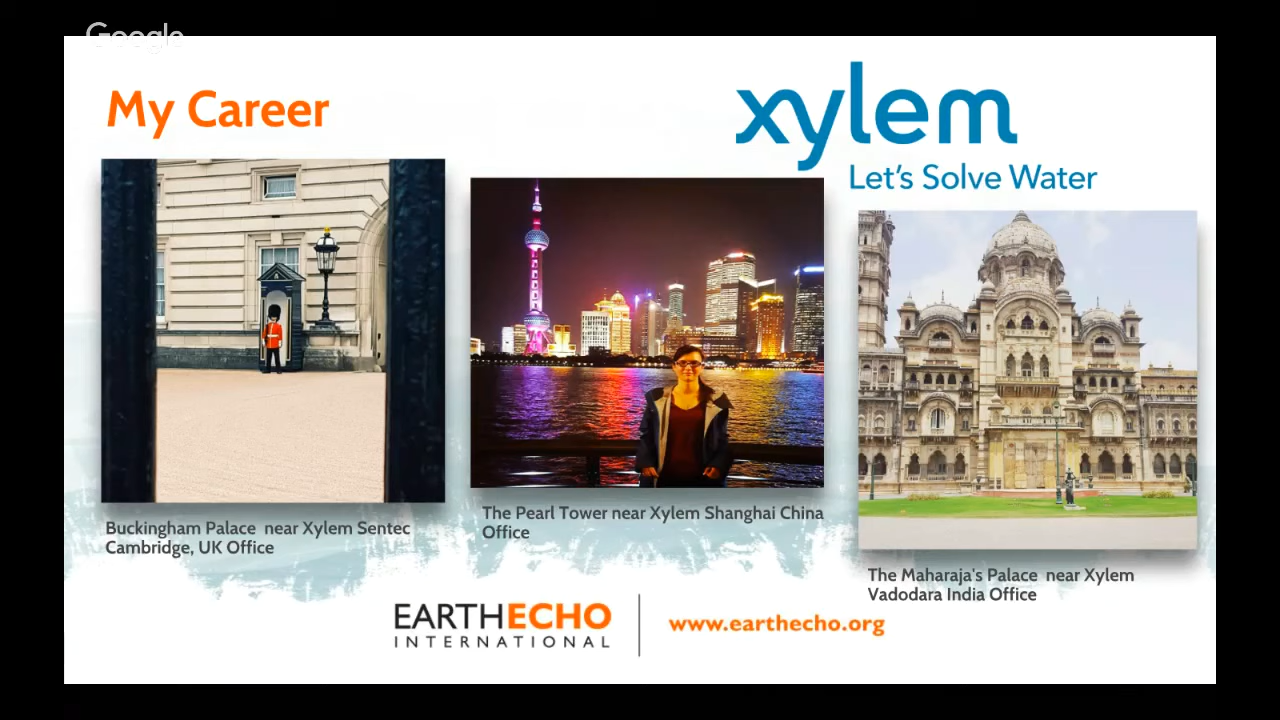 Google
My Career
xylem
Let's Solve Water
Buckingham Palace near Xylem Sentec
Cambridge, UK Office
The Pearl Tower near Xylem Shanghai China
Office
The Maharaja's Palace near Xylem
Vadodara India Office
EARTHECHO
INTERNATIONAL
www.earthecho.org